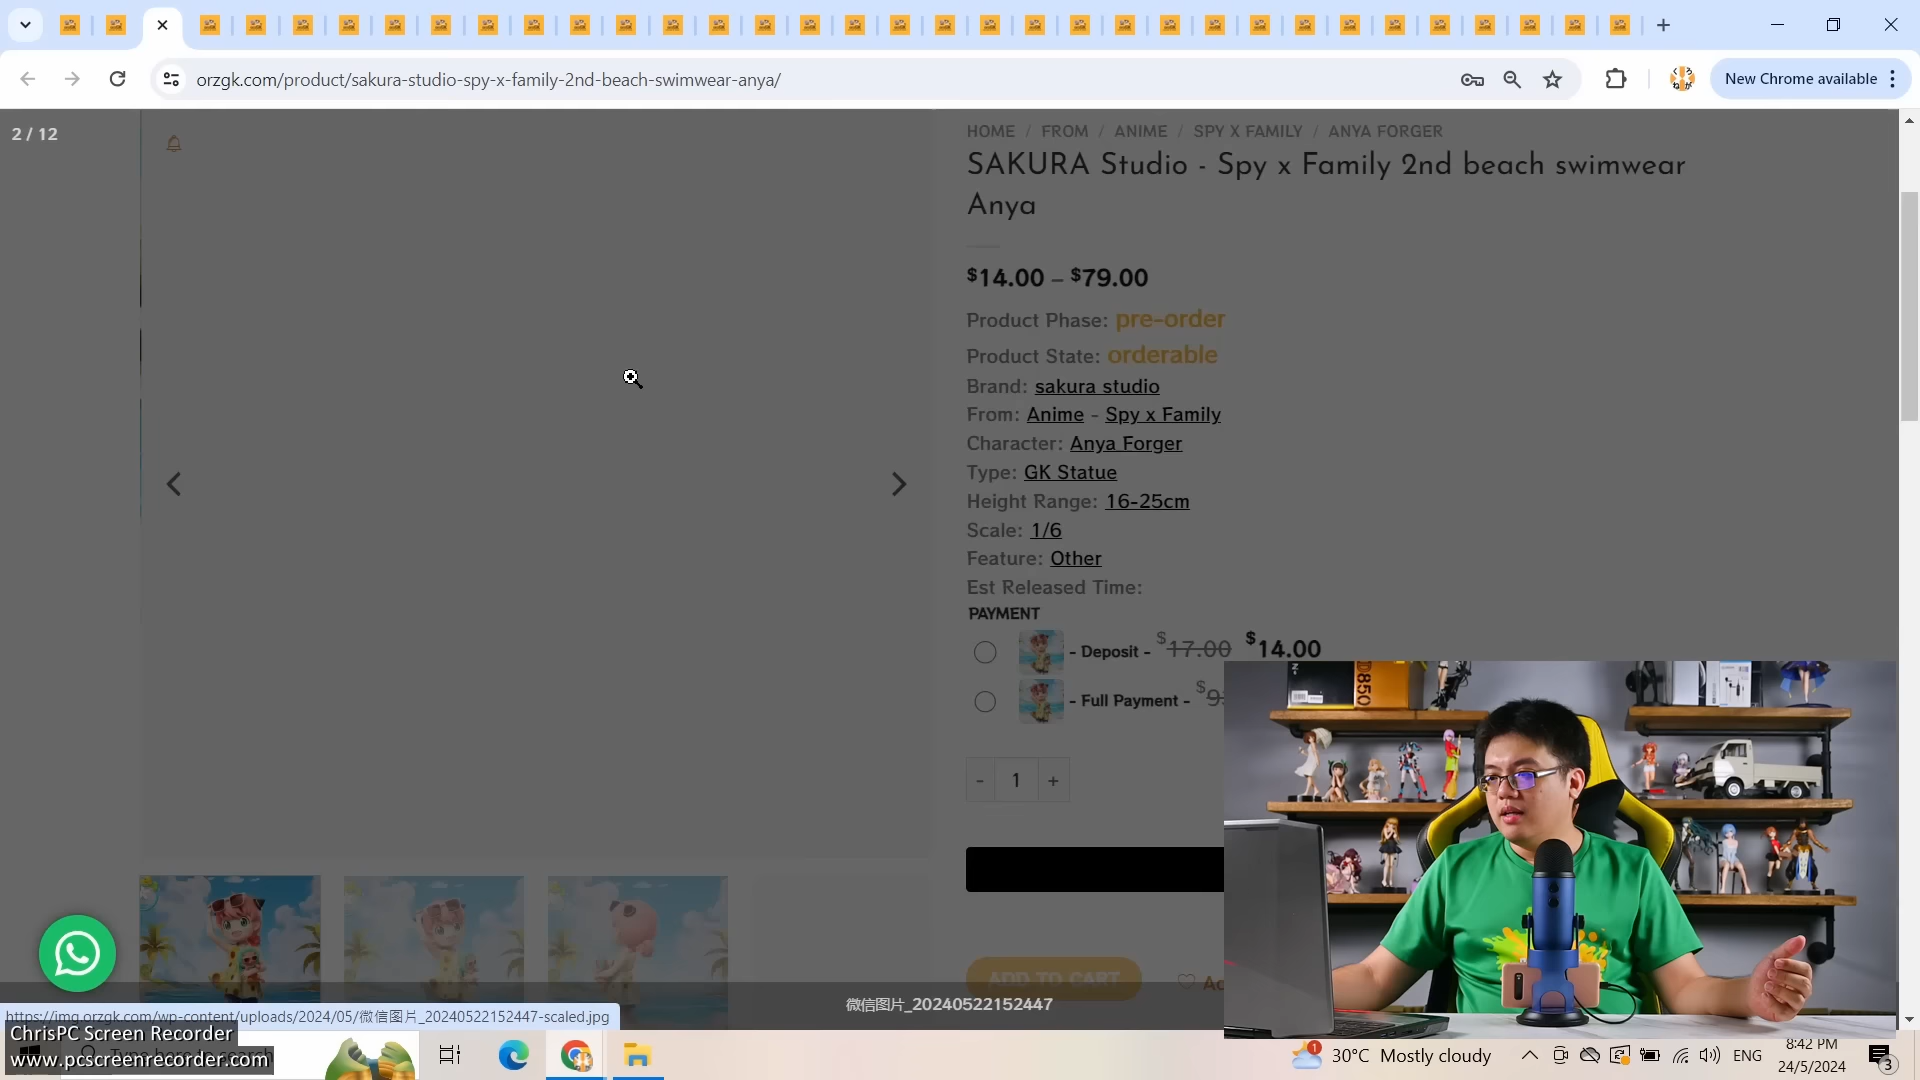 orzgk.com/product/sakura-studio-spy-x-family-2nd-beach-swimwear-anya/
New Chrome available
2 / 12
HOME / FROM / ANIME / SPY X FAMILY / ANYA FORGER
SAKURA Studio - Spy x Family 2nd beach swimwear
Anya
$14.00 – $79.00
Product Phase: pre-order
Product State: orderable
Brand: sakura studio
From: Anime - Spy x Family
Character: Anya Forger
Type: GK Statue
Height Range: 16-25cm
Scale: 1/6
Feature: Other
Est Released Time:
PAYMENT
- Deposit - $17.00 $14.00
- Full Payment - $9
- 1 +
D850
ADD TO CART
微信图片_20240522152447
https://img.orzgk.com/wp-content/uploads/2024/05/微信图片_20240522152447-scaled.jpg
ChrisPC Screen Recorder
www.pcscreenrecorder.com
30°C Mostly cloudy
1
ENG
8:42 PM
24/5/2024
3